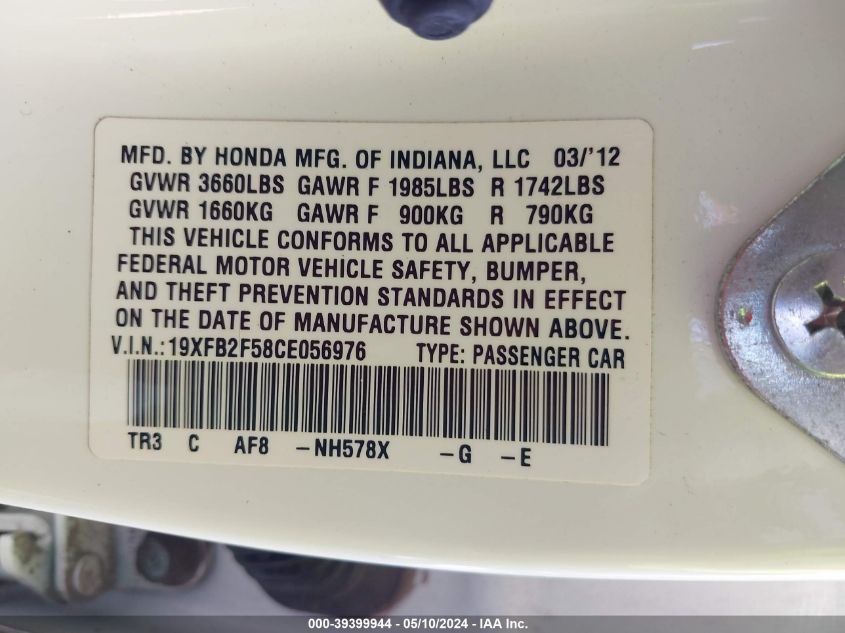 MFD. BY HONDA MFG. OF INDIANA, LLC 03/'12
GVWR 3660LBS GAWR F 1985LBS R 1742LBS
GVWR 1660KG GAWR F 900KG R 790KG
THIS VEHICLE CONFORMS TO ALL APPLICABLE
FEDERAL MOTOR VEHICLE SAFETY, BUMPER,
AND THEFT PREVENTION STANDARDS IN EFFECT
ON THE DATE OF MANUFACTURE SHOWN ABOVE.
V.I.N.:19XFB2F58CE056976 TYPE: PASSENGER CAR
TR3 C AF8 -NH578X -G -E
000-39399944 - 05/10/2024 - IAA Inc.